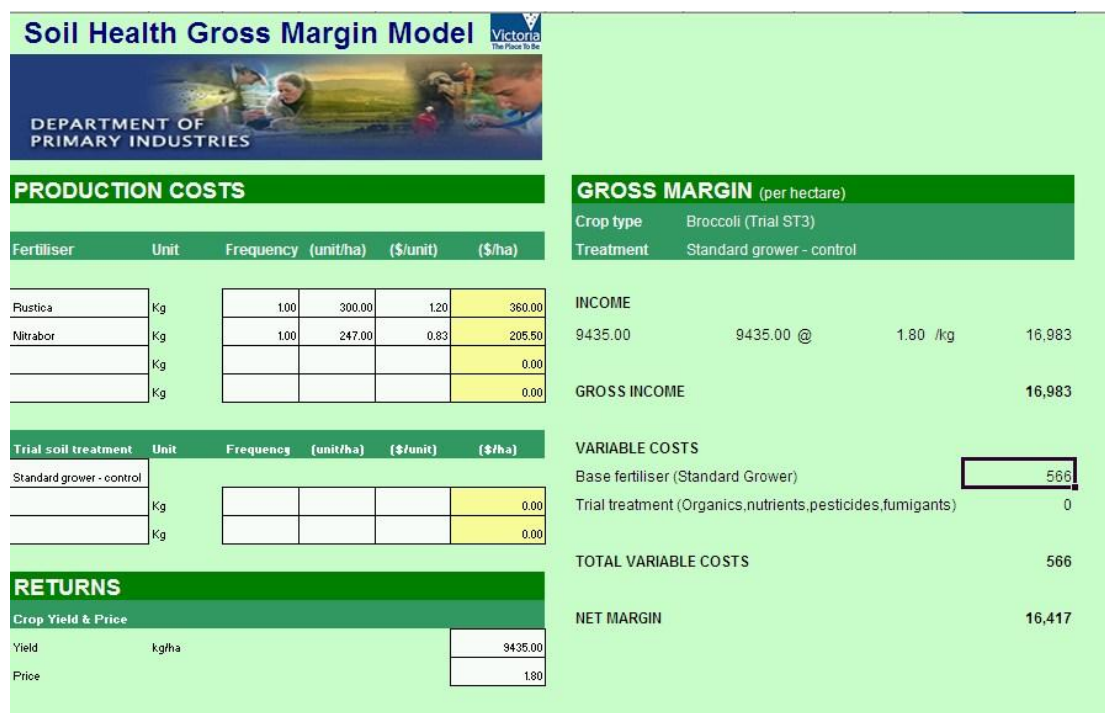 Soil Health Gross Margin Model
Victoria
The Place To Be
DEPARTMENT OF
PRIMARY INDUSTRIES
PRODUCTION COSTS
Fertiliser Unit Frequency (unit/ha) ($/unit) ($/ha)
Rustica Kg 1.00 300.00 1.20 360.00
Nitrabor Kg 1.00 247.00 0.83 205.50
Kg 0.00
Kg 0.00
Trial soil treatment Unit Frequency (unit/ha) ($/unit) ($/ha)
Standard grower - control
Kg 0.00
Kg 0.00
RETURNS
Crop Yield & Price
Yield kg/ha 9435.00
Price 1.80
GROSS MARGIN (per hectare)
Crop type Broccoli (Trial ST3)
Treatment Standard grower - control
INCOME
9435.00 9435.00 @ 1.80 /kg 16,983
GROSS INCOME 16,983
VARIABLE COSTS
Base fertiliser (Standard Grower) 566
Trial treatment (Organics,nutrients,pesticides,fumigants) 0
TOTAL VARIABLE COSTS 566
NET MARGIN 16,417